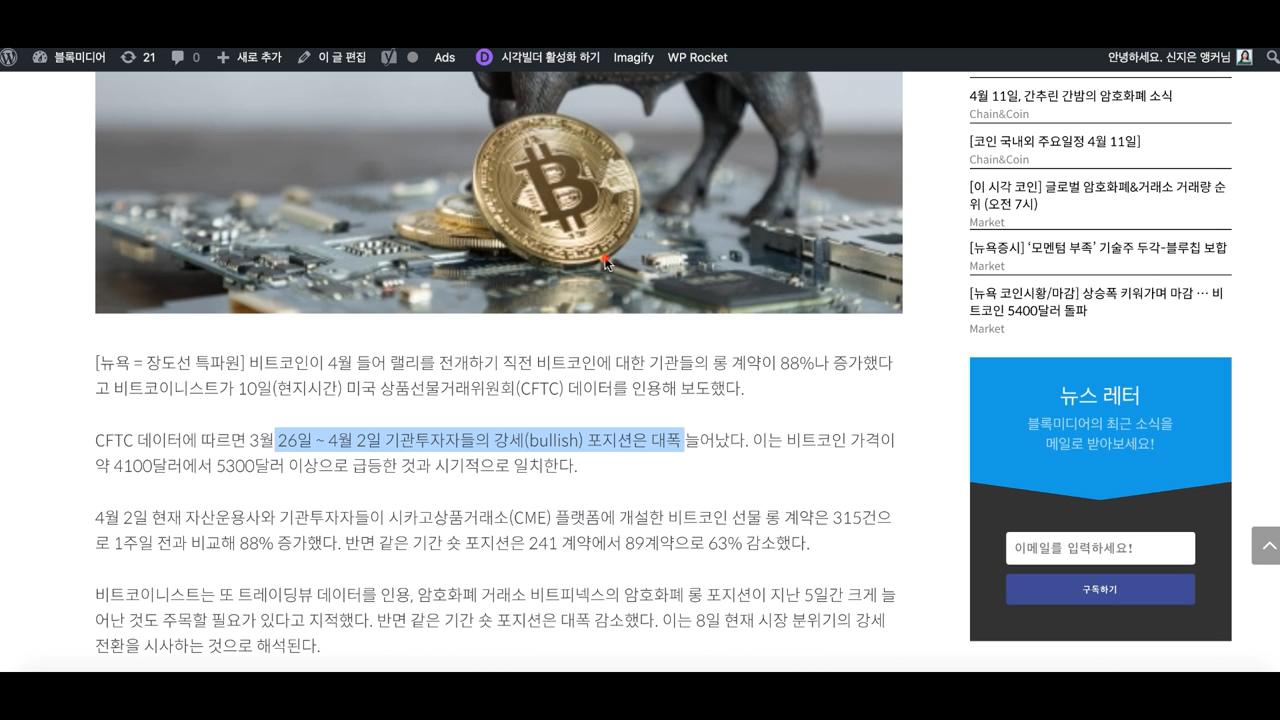 블록미디어 21 0 새로 추가 이 글 편집 Ads D 시각빌더 활성화 하기 Imagify WP Rocket 안녕하세요. 신지은 앵커님
4월 11일, 간추린 간밤의 암호화폐 소식
Chain&Coin
[코인 국내외 주요일정 4월 11일]
Chain&Coin
[이 시각 코인] 글로벌 암호화폐&거래소 거래량 순
위 (오전 7시)
Market
[뉴욕증시] ‘모멘텀 부족’ 기술주 두각-블루칩 보합
Market
[뉴욕 코인시황/마감] 상승폭 키워가며 마감 … 비
트코인 5400달러 돌파
Market
[뉴욕 = 장도선 특파원] 비트코인이 4월 들어 랠리를 전개하기 직전 비트코인에 대한 기관들의 롱 계약이 88%나 증가했다
고 비트코이니스트가 10일(현지시간) 미국 상품선물거래위원회(CFTC) 데이터를 인용해 보도했다.
CFTC 데이터에 따르면 3월 26일 ~ 4월 2일 기관투자자들의 강세(bullish) 포지션은 대폭 늘어났다. 이는 비트코인 가격이
약 4100달러에서 5300달러 이상으로 급등한 것과 시기적으로 일치한다.
4월 2일 현재 자산운용사와 기관투자자들이 시카고상품거래소(CME) 플랫폼에 개설한 비트코인 선물 롱 계약은 315건으
로 1주일 전과 비교해 88% 증가했다. 반면 같은 기간 숏 포지션은 241 계약에서 89계약으로 63% 감소했다.
비트코이니스트는 또 트레이딩뷰 데이터를 인용, 암호화폐 거래소 비트피넥스의 암호화폐 롱 포지션이 지난 5일간 크게 늘
어난 것도 주목할 필요가 있다고 지적했다. 반면 같은 기간 숏 포지션은 대폭 감소했다. 이는 8일 현재 시장 분위기의 강세
전환을 시사하는 것으로 해석된다.
뉴스 레터
블록미디어의 최근 소식을
메일로 받아보세요!
이메일를 입력하세요!
구독하기